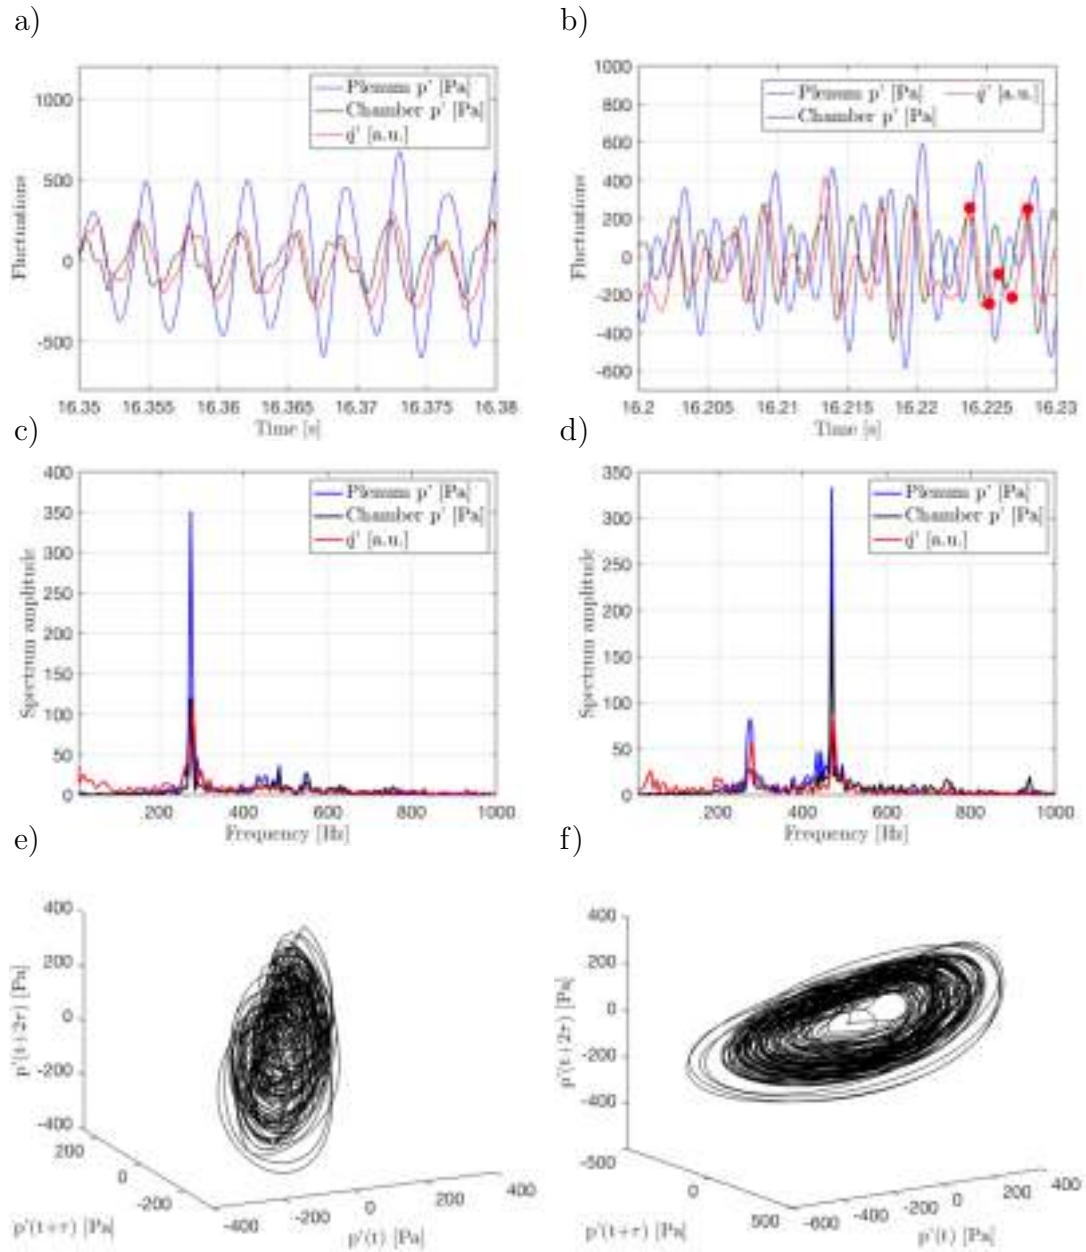 a)
1000
500
0
-500
Fluctuations
Plenum p' [Pa]
Chamber p' [Pa]
q̇' [a.u.]
16.35 16.355 16.36 16.365 16.37 16.375 16.38
Time [s]
b)
1000
800
600
400
200
0
-200
-400
-600
Fluctuations
Plenum p' [Pa] q̇' [a.u.]
Chamber p' [Pa]
16.2 16.205 16.21 16.215 16.22 16.225 16.23
Time [s]
c)
400
350
300
250
200
150
100
50
0
Spectrum amplitude
Plenum p' [Pa]
Chamber p' [Pa]
q̇' [a.u.]
200 400 600 800 1000
Frequency [Hz]
d)
350
300
250
200
150
100
50
0
Spectrum amplitude
Plenum p' [Pa]
Chamber p' [Pa]
q̇' [a.u.]
200 400 600 800 1000
Frequency [Hz]
e)
400
200
0
-200
-400
p'(t+2τ) [Pa]
200
0
-200
p'(t+τ) [Pa]
-400 -200 0 200 400
p'(t) [Pa]
f)
400
200
0
-200
-400
-500
p'(t+2τ) [Pa]
0
500
p'(t+τ) [Pa]
-600 -400 -200 0 200 400
p'(t) [Pa]